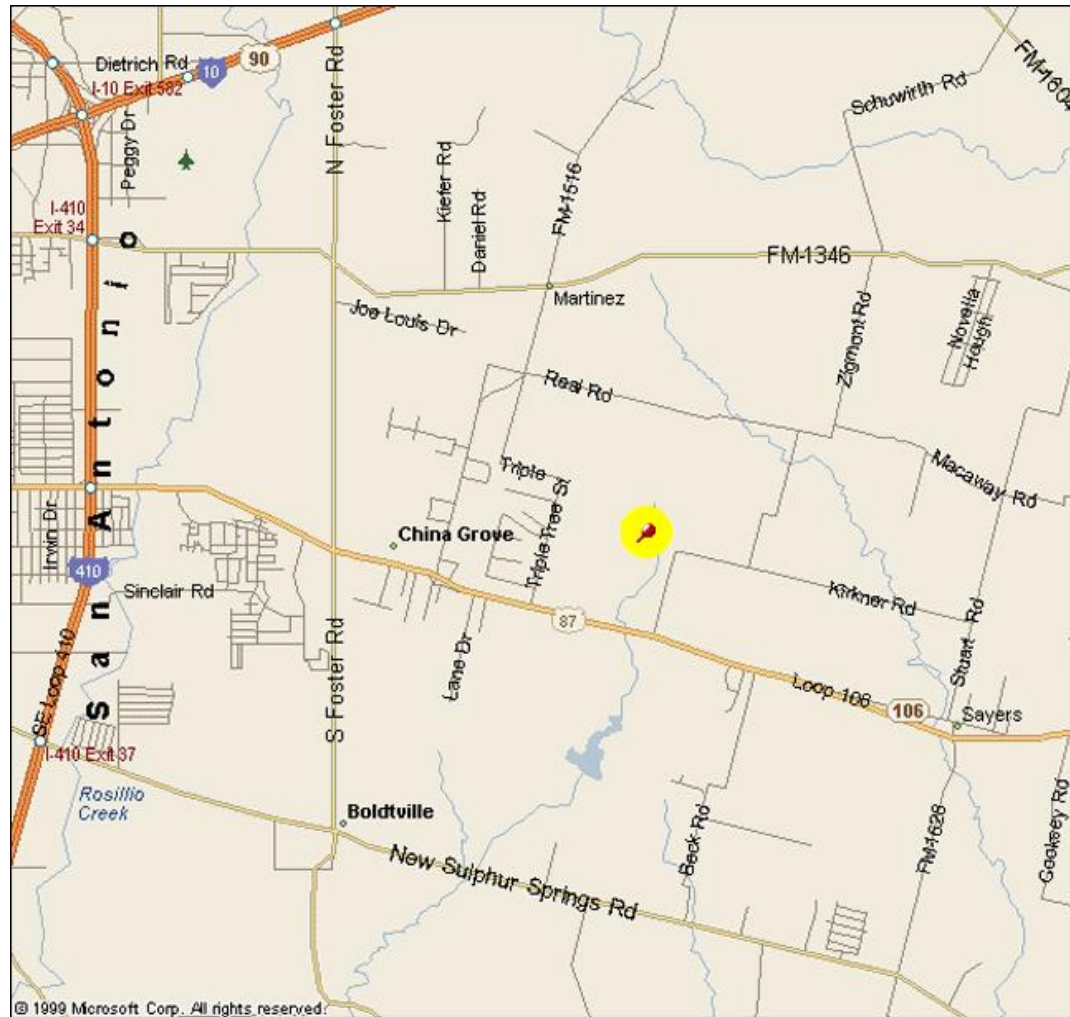 Dietrich Rd
90
10
I-10 Exit 582
Peggy Dr
N Foster Rd
FM-1604
Schuwirth Rd
I-410
Exit 34
Kiefer Rd
Daniel Rd
FM-1516
FM-1346
Martinez
Joe Louis Dr
Zigmont Rd
Novella
Hough
Real Rd
San Antonio
Triple
Macaway Rd
Triple Tree St
Irwin Dr
China Grove
410
Sinclair Rd
Kirkner Rd
87
Stuart Rd
SE Loop 410
S Foster Rd
Lane Dr
Loop 106
106
Sayers
I-410 Exit 37
Rosillio
Creek
Boldtville
New Sulphur Springs Rd
Beck Rd
FM-1628
Gooksey Rd
© 1999 Microsoft Corp. All rights reserved.